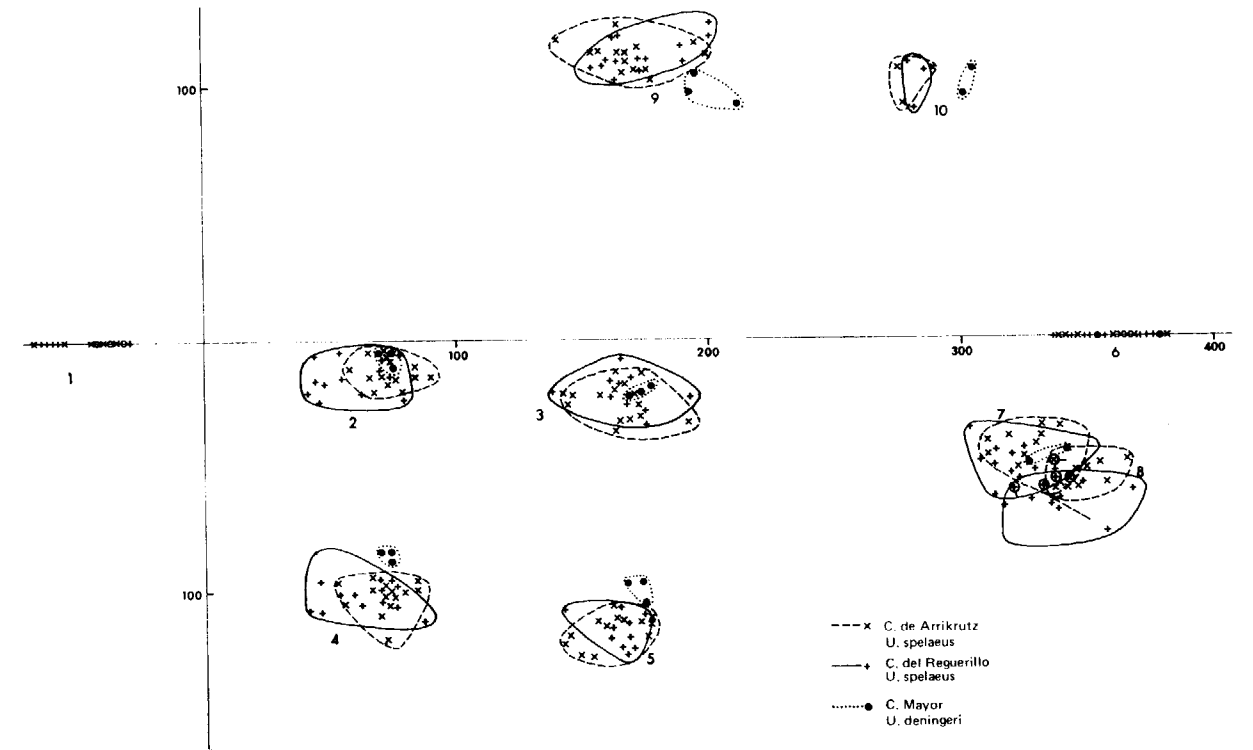 100
9
10
1
100
200
300
6
400
2
3
7
8
100
4
5
C. de Arrikrutz
U. spelaeus
C. del Reguerillo
U. spelaeus
C. Mayor
U. deningeri